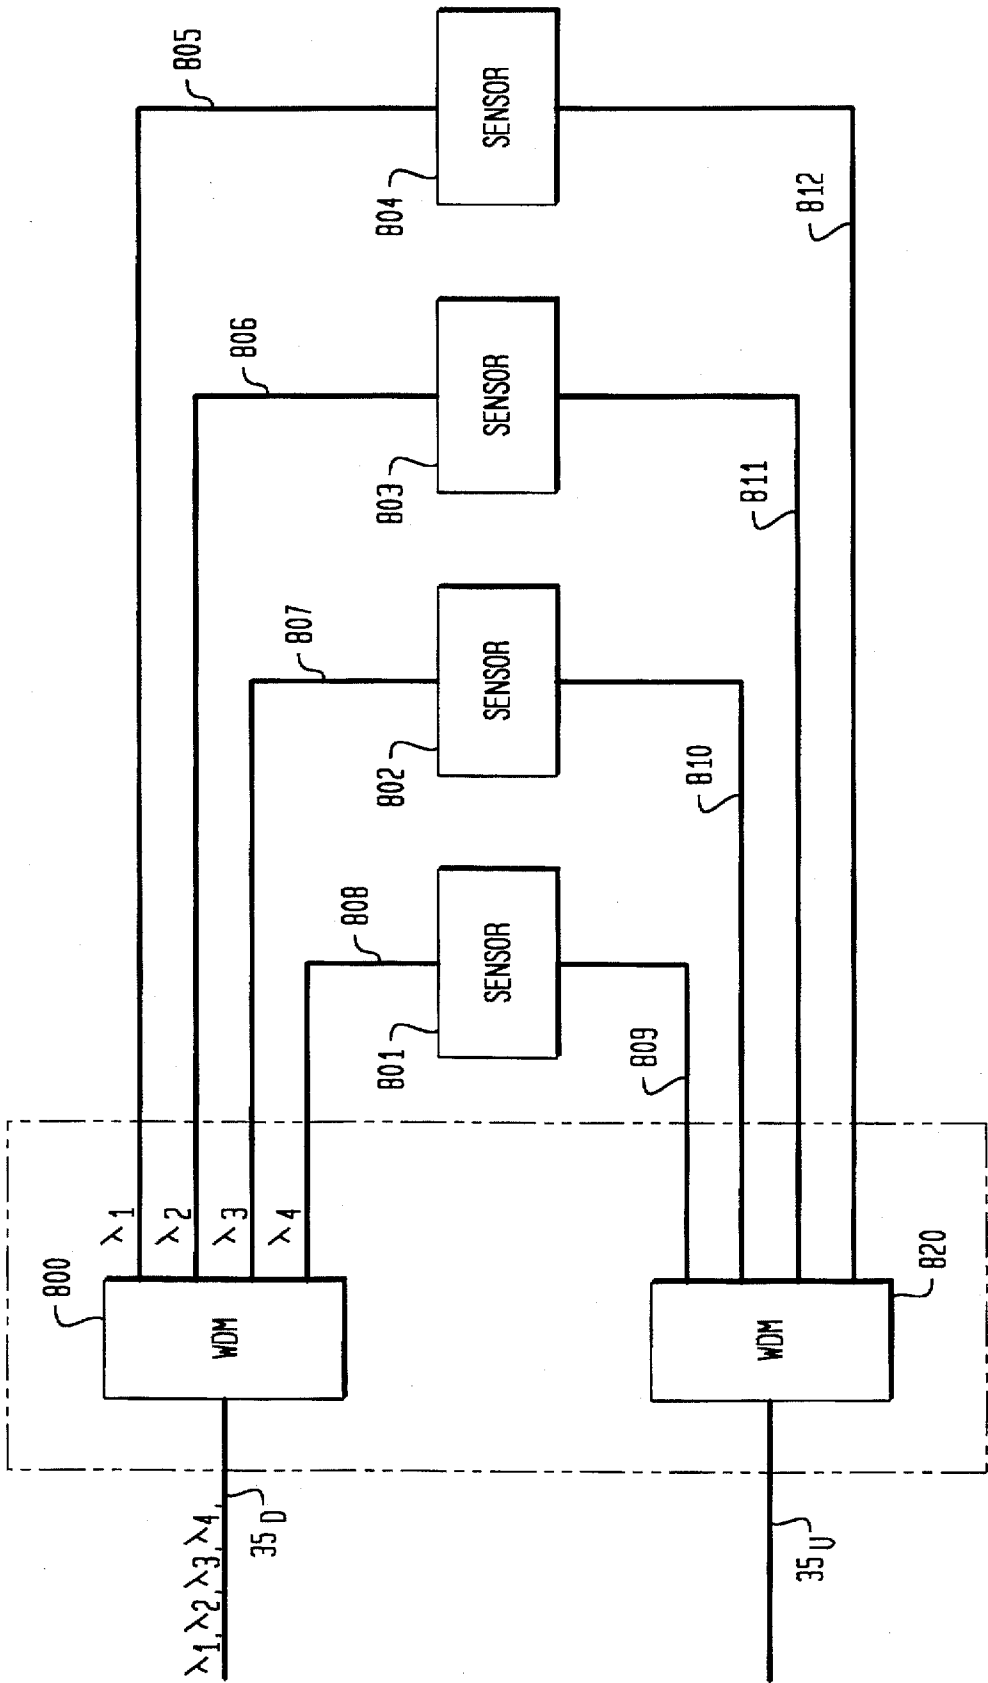 λ1, λ2, λ3, λ4,
35D
800
WDM
λ1
λ2
λ3
λ4
805
806
807
808
804
SENSOR
803
SENSOR
802
SENSOR
801
SENSOR
809
810
811
812
820
WDM
35U